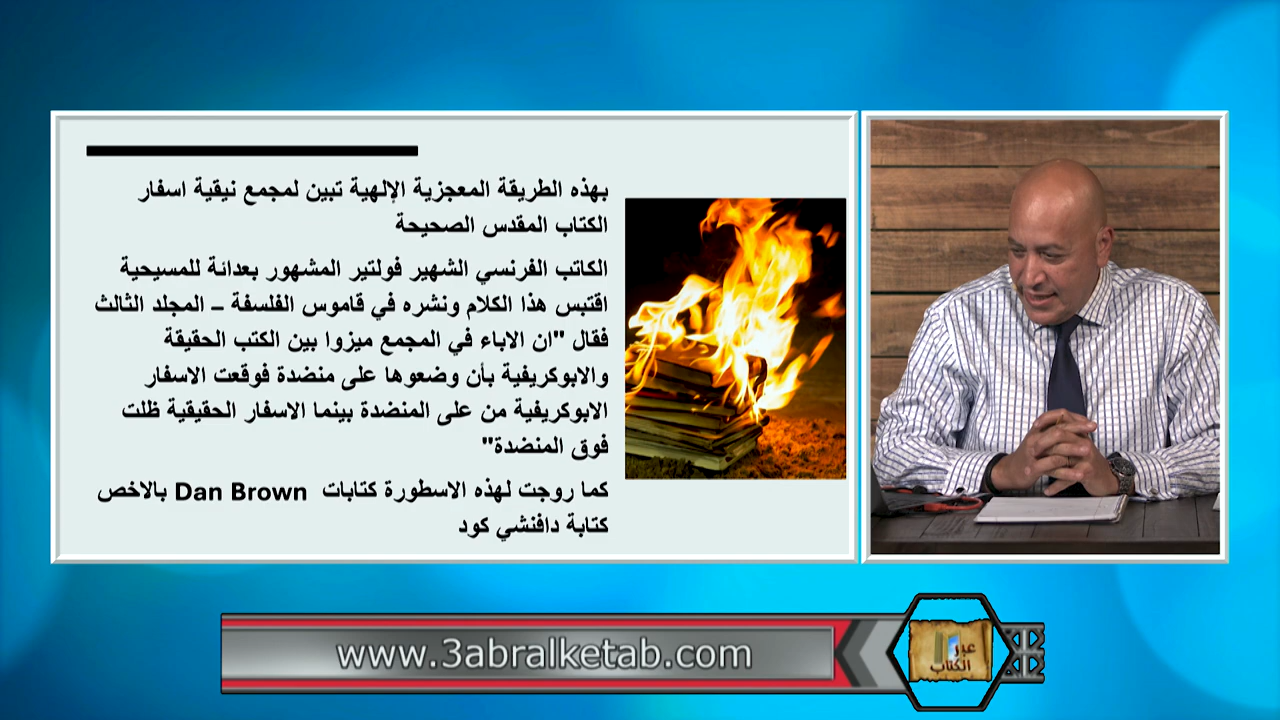 بهذه الطريقة المعجزية الإلهية تبين لمجمع نيقية اسفار
الكتاب المقدس الصحيحة
الكاتب الفرنسي الشهير فولتير المشهور بعدائة للمسيحية
اقتبس هذا الكلام ونشره في قاموس الفلسفة – المجلد الثالث
فقال "ان الاباء في المجمع ميزوا بين الكتب الحقيقة
والابوكريفية بأن وضعوها على منضدة فوقعت الاسفار
الابوكريفية من على المنضدة بينما الاسفار الحقيقية ظلت
فوق المنضدة"
كما روجت لهذه الاسطورة كتابات Dan Brown بالاخص
كتابة دافنشي كود
www.3abralketab.com
عبر
الكتاب